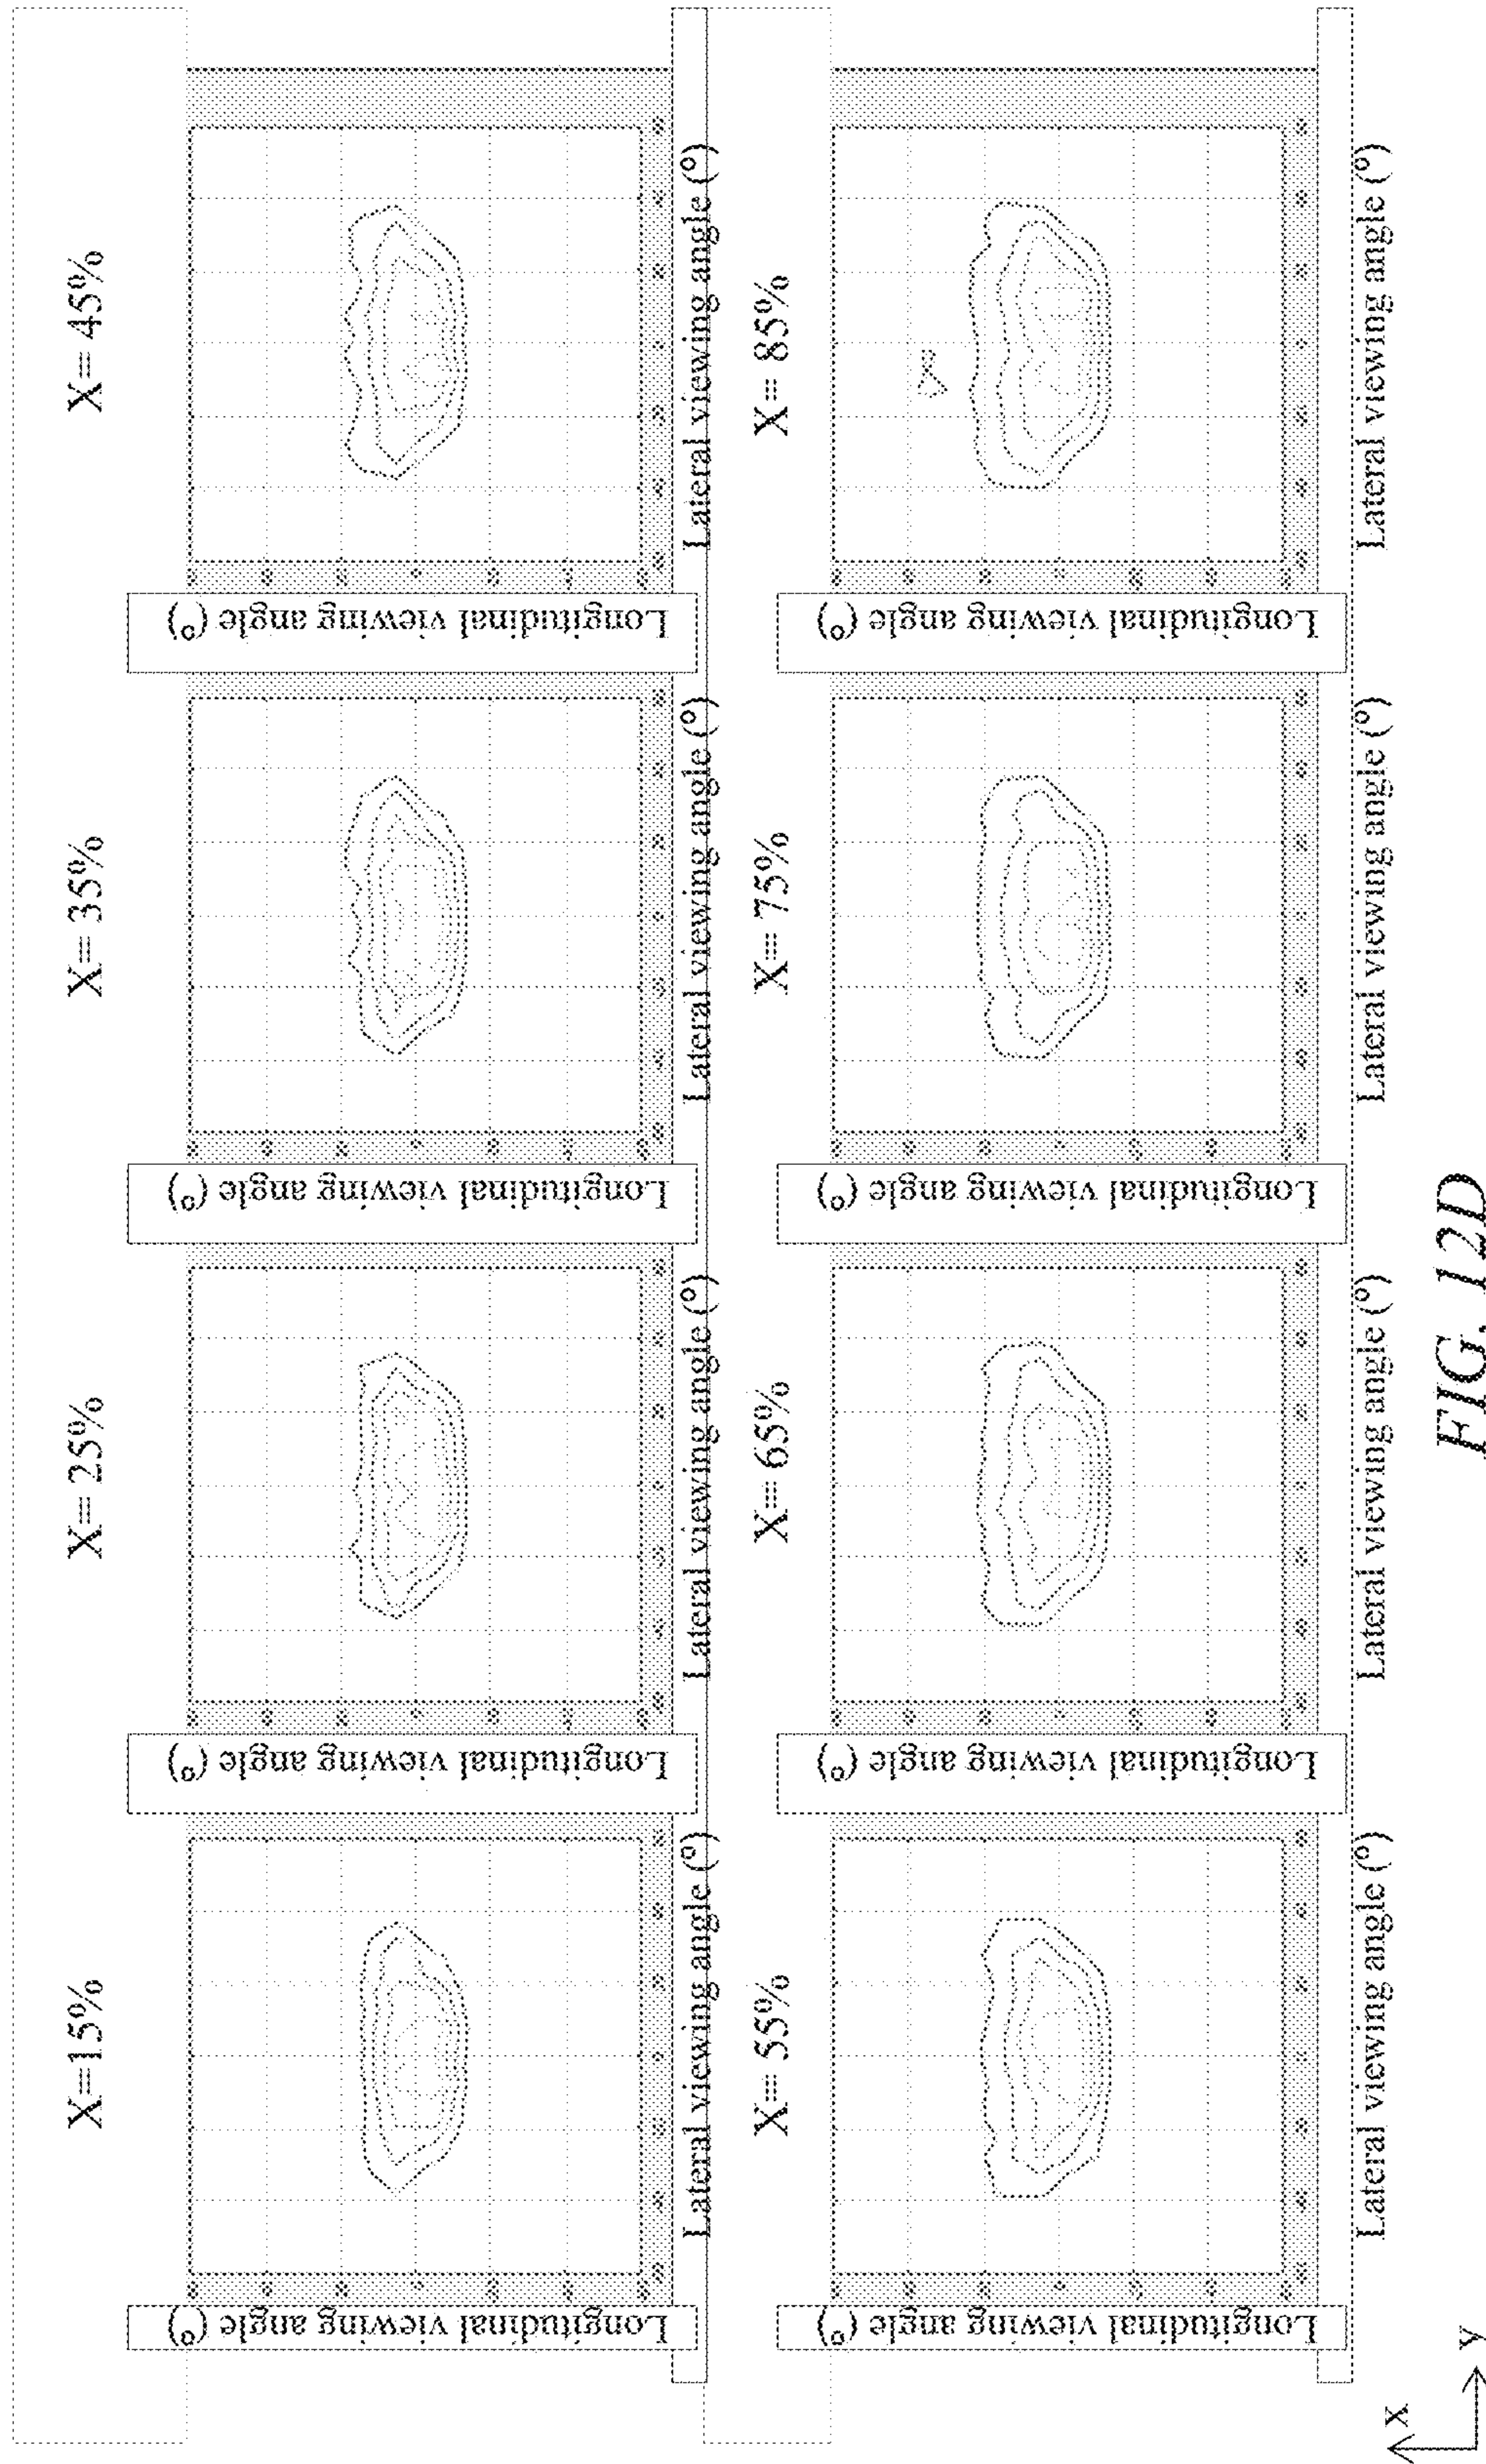 X=15%
X= 25%
X= 35%
X= 45%
Longitudinal viewing angle (°)
Longitudinal viewing angle (°)
Longitudinal viewing angle (°)
Longitudinal viewing angle (°)
Lateral viewing angle (°)
Lateral viewing angle (°)
Lateral viewing angle (°)
Lateral viewing angle (°)
X= 55%
X= 65%
X= 75%
X= 85%
Longitudinal viewing angle (°)
Longitudinal viewing angle (°)
Longitudinal viewing angle (°)
Longitudinal viewing angle (°)
Lateral viewing angle (°)
Lateral viewing angle (°)
Lateral viewing angle (°)
Lateral viewing angle (°)
x
y
FIG. 12D